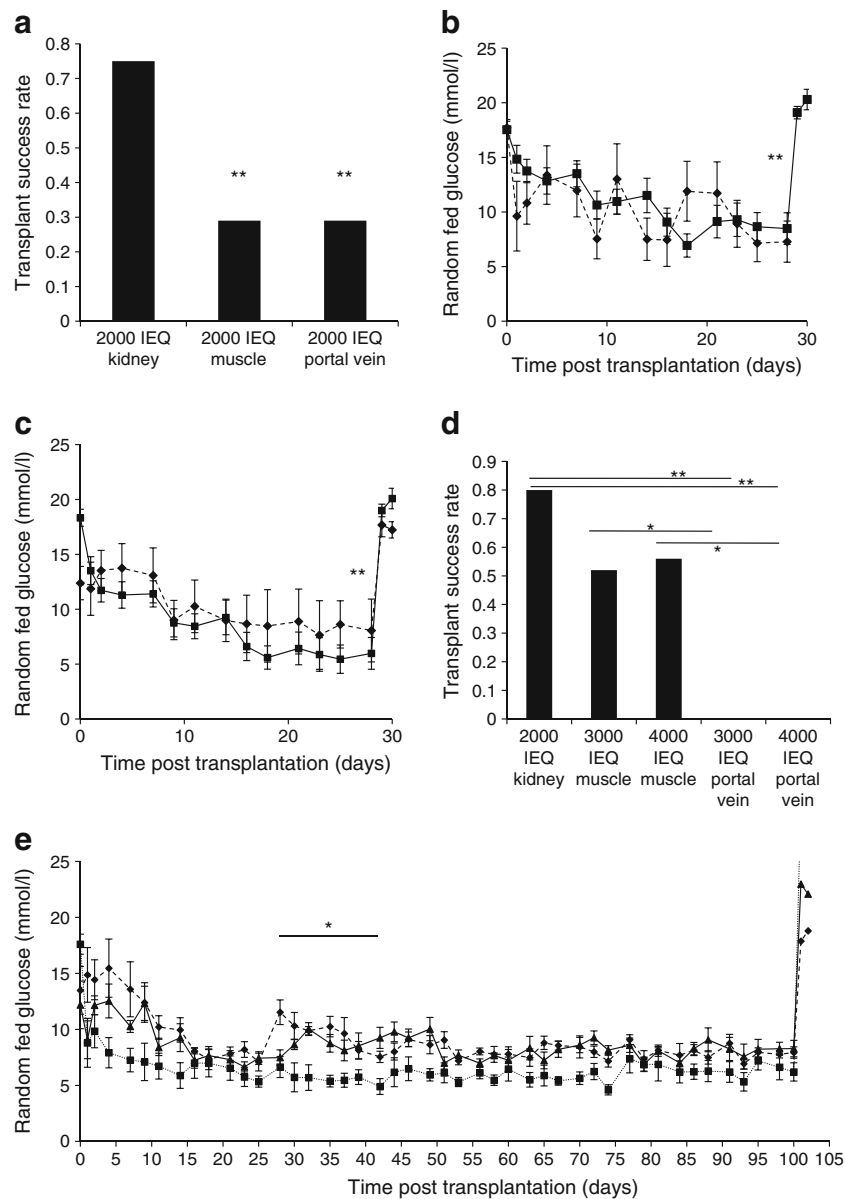 a
0.8
0.7
0.6
0.5
0.4
0.3
0.2
0.1
0
Transplant success rate
**
**
2000 IEQ
kidney
2000 IEQ
muscle
2000 IEQ
portal vein
b
25
20
15
10
5
0
Random fed glucose (mmol/l)
**
0
10
20
30
Time post transplantation (days)
c
25
20
15
10
5
0
Random fed glucose (mmol/l)
**
0
10
20
30
Time post transplantation (days)
d
0.9
0.8
0.7
0.6
0.5
0.4
0.3
0.2
0.1
0
Transplant success rate
**
**
*
*
2000
IEQ
kidney
3000
IEQ
muscle
4000
IEQ
muscle
3000
IEQ
portal
vein
4000
IEQ
portal
vein
e
25
20
15
10
5
0
Random fed glucose (mmol/l)
*
0 5 10 15 20 25 30 35 40 45 50 55 60 65 70 75 80 85 90 95 100 105
Time post transplantation (days)